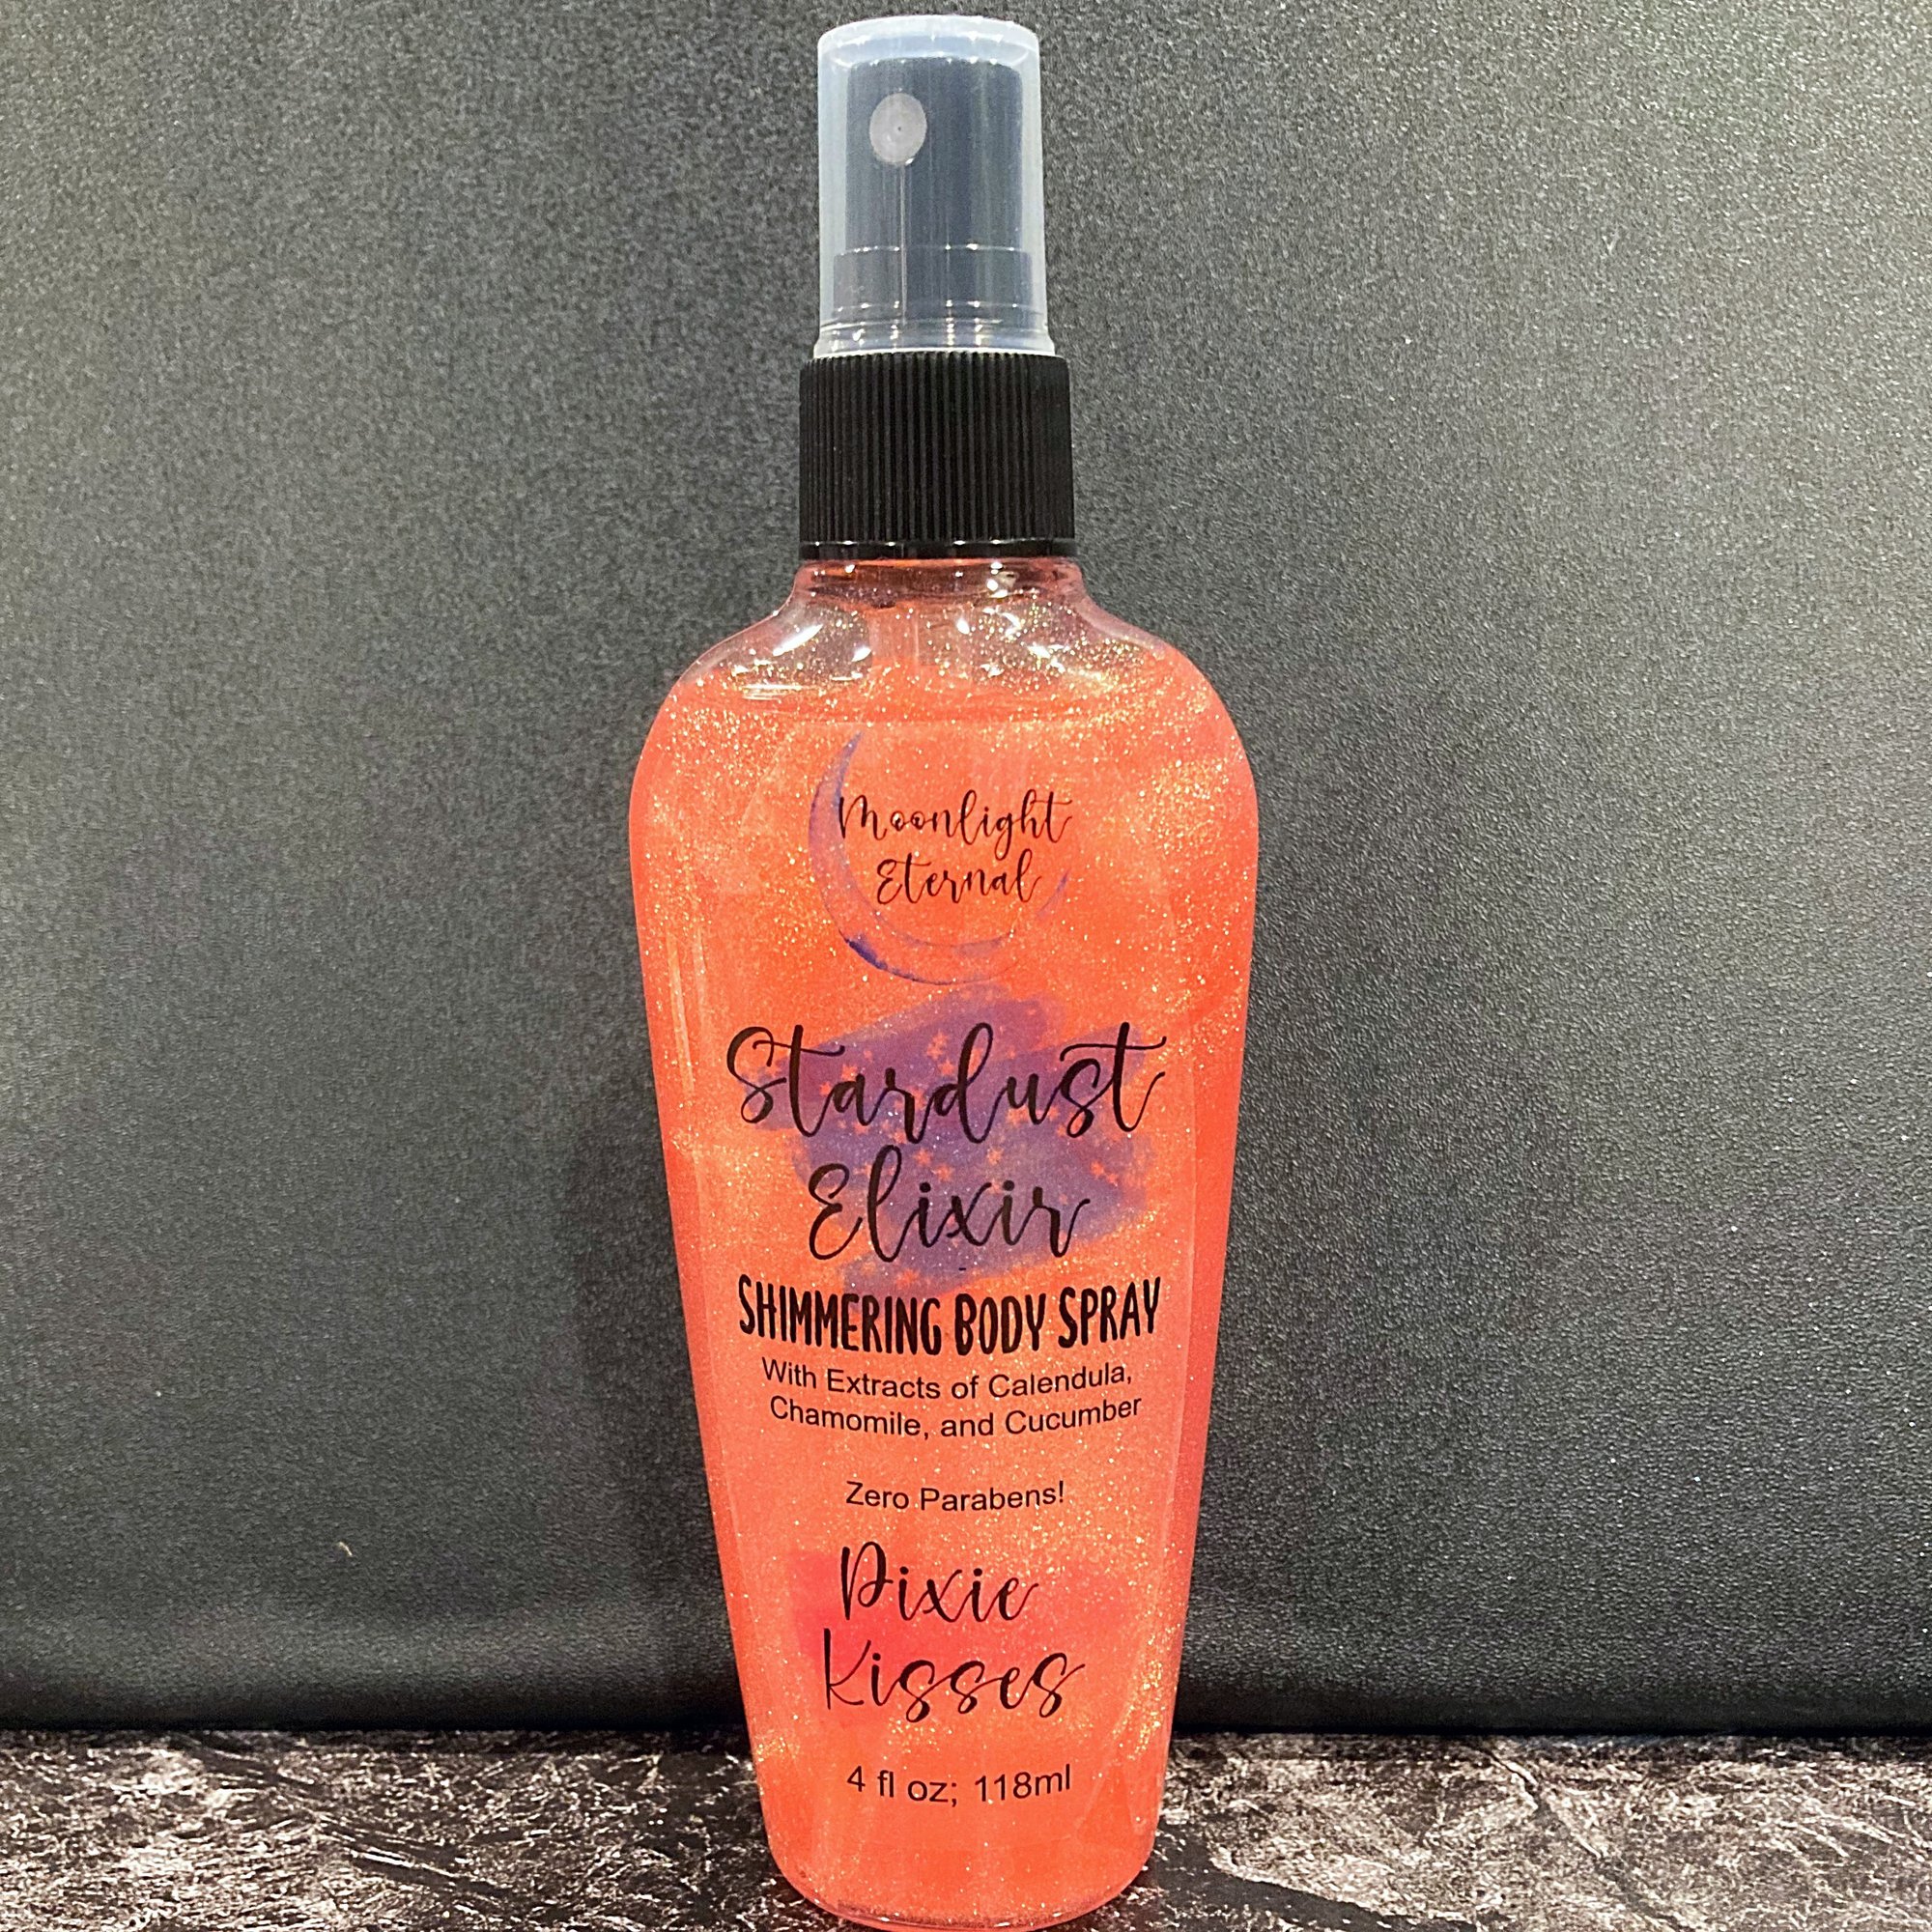 Moonlight
Eternal
Stardust
Elixir
SHIMMERING BODY SPRAY
With Extracts of Calendula,
Chamomile, and Cucumber
Zero Parabens!
Pixie
Kisses
4 fl oz; 118ml